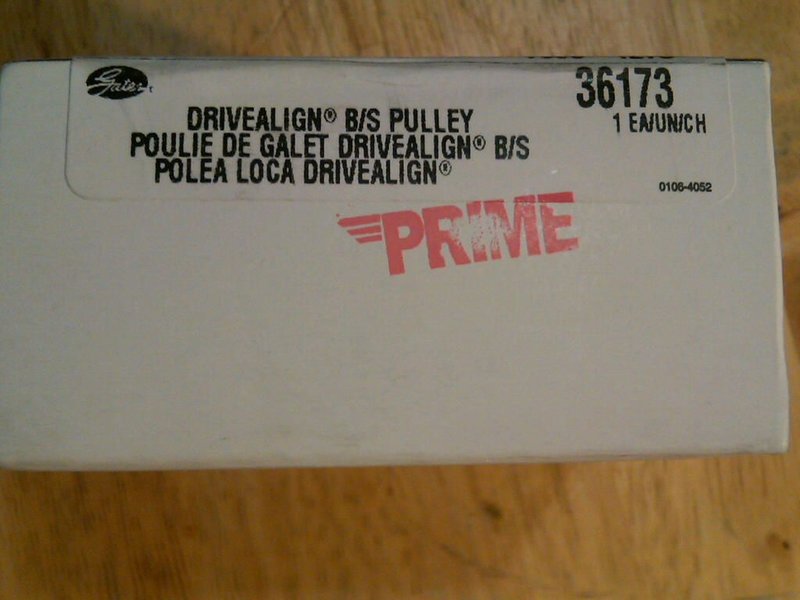 Gates
36173
DRIVEALIGN® B/S PULLEY
1 EA/UN/CH
POULIE DE GALET DRIVEALIGN® B/S
POLEA LOCA DRIVEALIGN®
0106-4052
PRIME